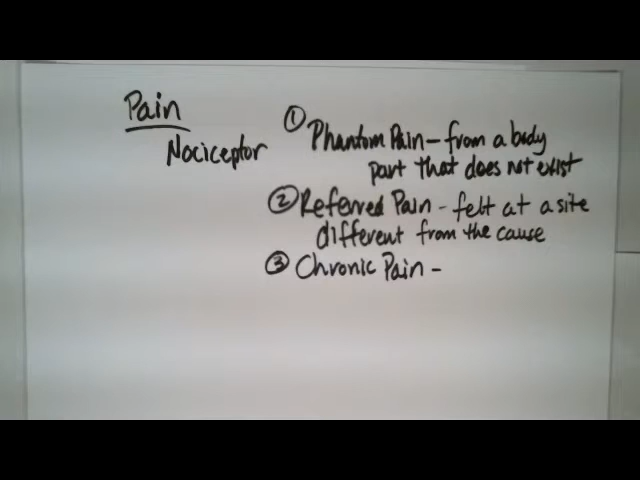 Pain
Nociceptor
① Phantom Pain - from a body
part that does not exist
② Referred Pain - felt at a site
different from the cause
③ Chronic Pain -